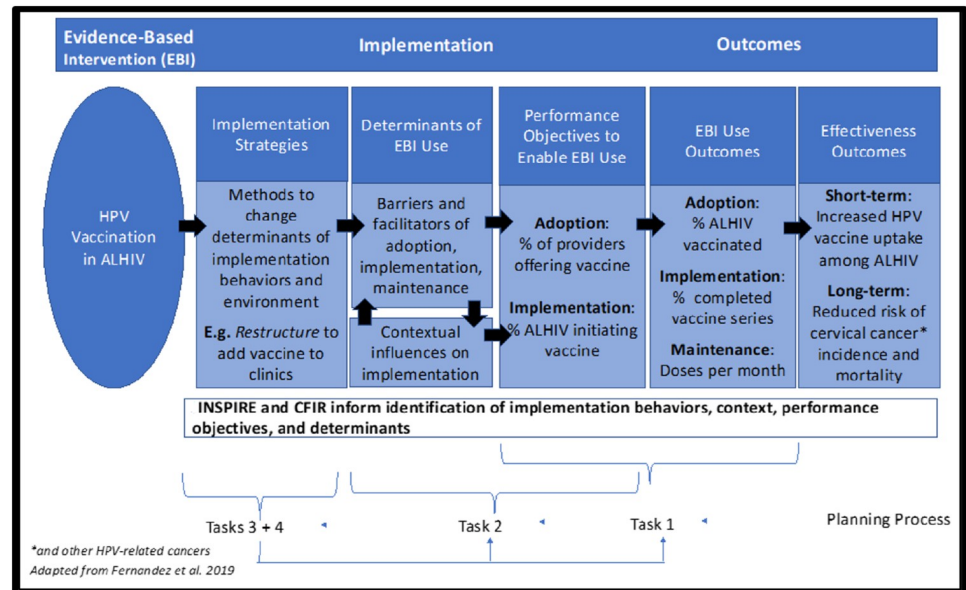 Evidence-Based
Intervention (EBI)
Implementation
Outcomes
HPV
Vaccination
in ALHIV
Implementation
Strategies
Methods to
change
determinants of
implementation
behaviors and
environment
E.g. Restructure to
add vaccine to
clinics
Determinants of
EBI Use
Barriers and
facilitators of
adoption,
implementation,
maintenance
Contextual
influences on
implementation
Performance
Objectives to
Enable EBI Use
Adoption:
% of providers
offering vaccine
Implementation:
% ALHIV initiating
vaccine
EBI Use
Outcomes
Adoption:
% ALHIV
vaccinated
Implementation:
% completed
vaccine series
Maintenance:
Doses per month
Effectiveness
Outcomes
Short-term:
Increased HPV
vaccine uptake
among ALHIV
Long-term:
Reduced risk of
cervical cancer*
incidence and
mortality
INSPIRE and CFIR inform identification of implementation behaviors, context, performance
objectives, and determinants
Tasks 3 + 4
Task 2
Task 1
Planning Process
*and other HPV-related cancers
Adapted from Fernandez et al. 2019